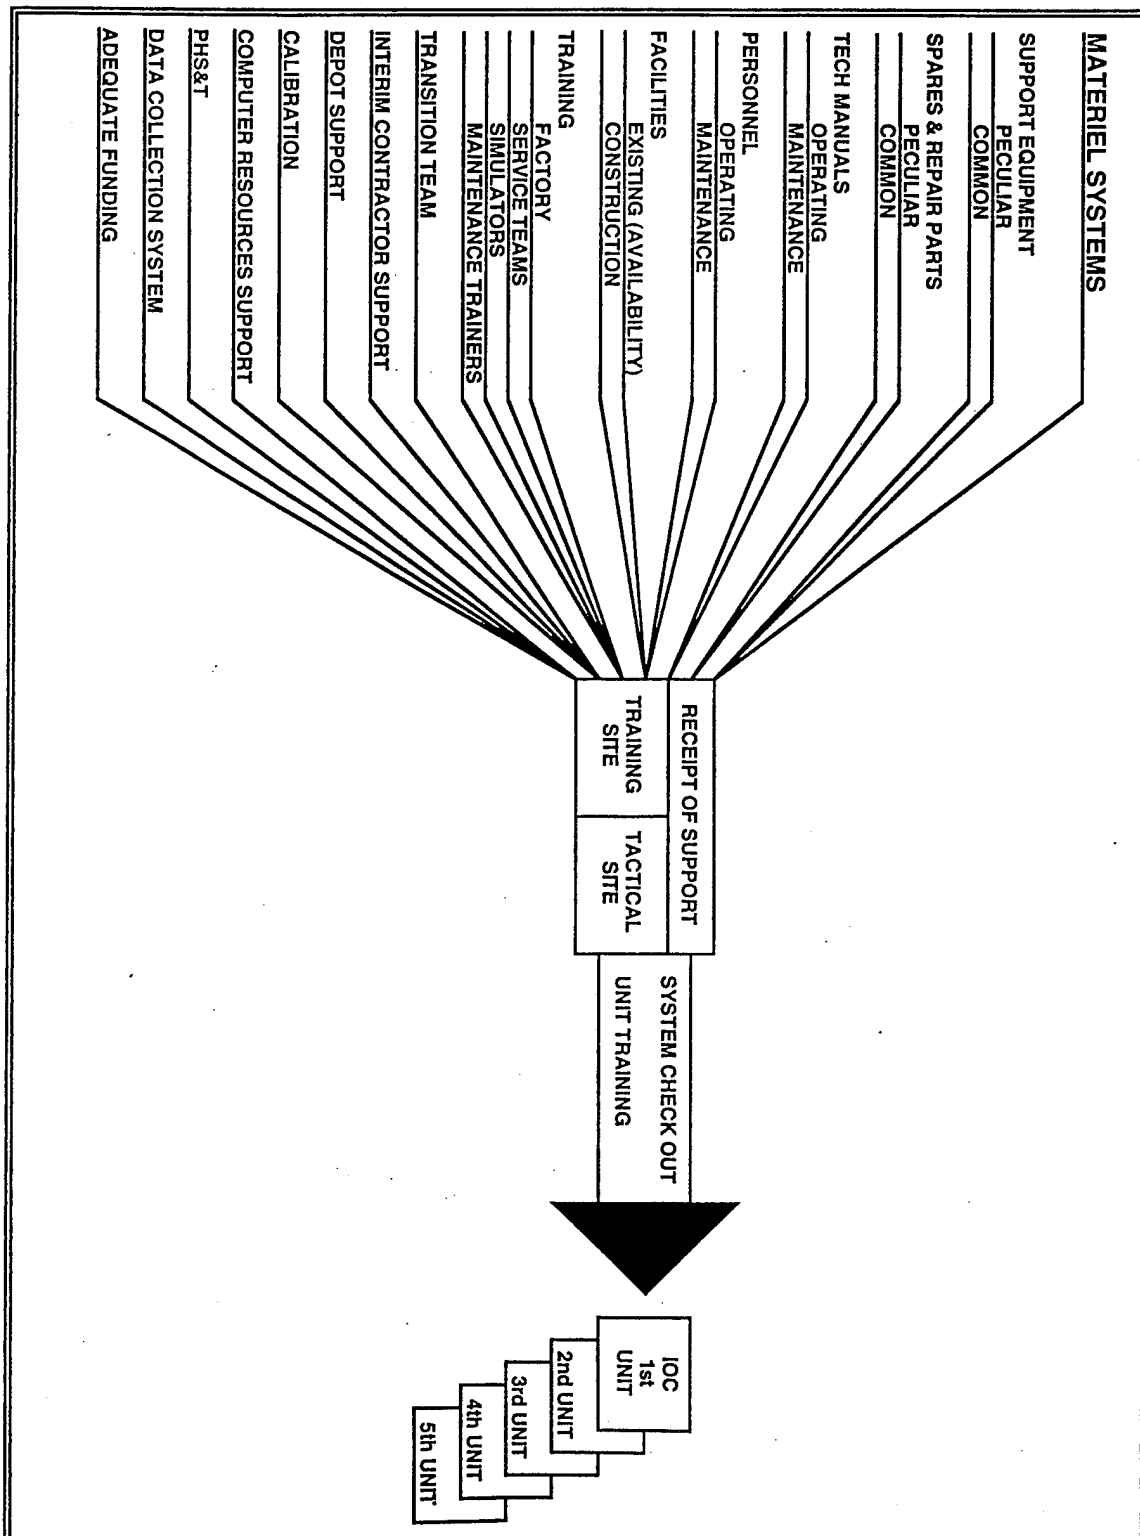 MATERIEL SYSTEMS
SUPPORT EQUIPMENT
PECULIAR
COMMON
SPARES & REPAIR PARTS
PECULIAR
COMMON
TECH MANUALS
OPERATING
MAINTENANCE
PERSONNEL
OPERATING
MAINTENANCE
FACILITIES
EXISTING (AVAILABILITY)
CONSTRUCTION
TRAINING
FACTORY
SERVICE TEAMS
SIMULATORS
MAINTENANCE TRAINERS
TRANSITION TEAM
INTERIM CONTRACTOR SUPPORT
DEPOT SUPPORT
CALIBRATION
COMPUTER RESOURCES SUPPORT
PHS&T
DATA COLLECTION SYSTEM
ADEQUATE FUNDING
RECEIPT OF SUPPORT
TRAINING
SITE
TACTICAL
SITE
SYSTEM CHECK OUT
UNIT TRAINING
IOC
1st
UNIT
2nd UNIT
3rd UNIT
4th UNIT
5th UNIT